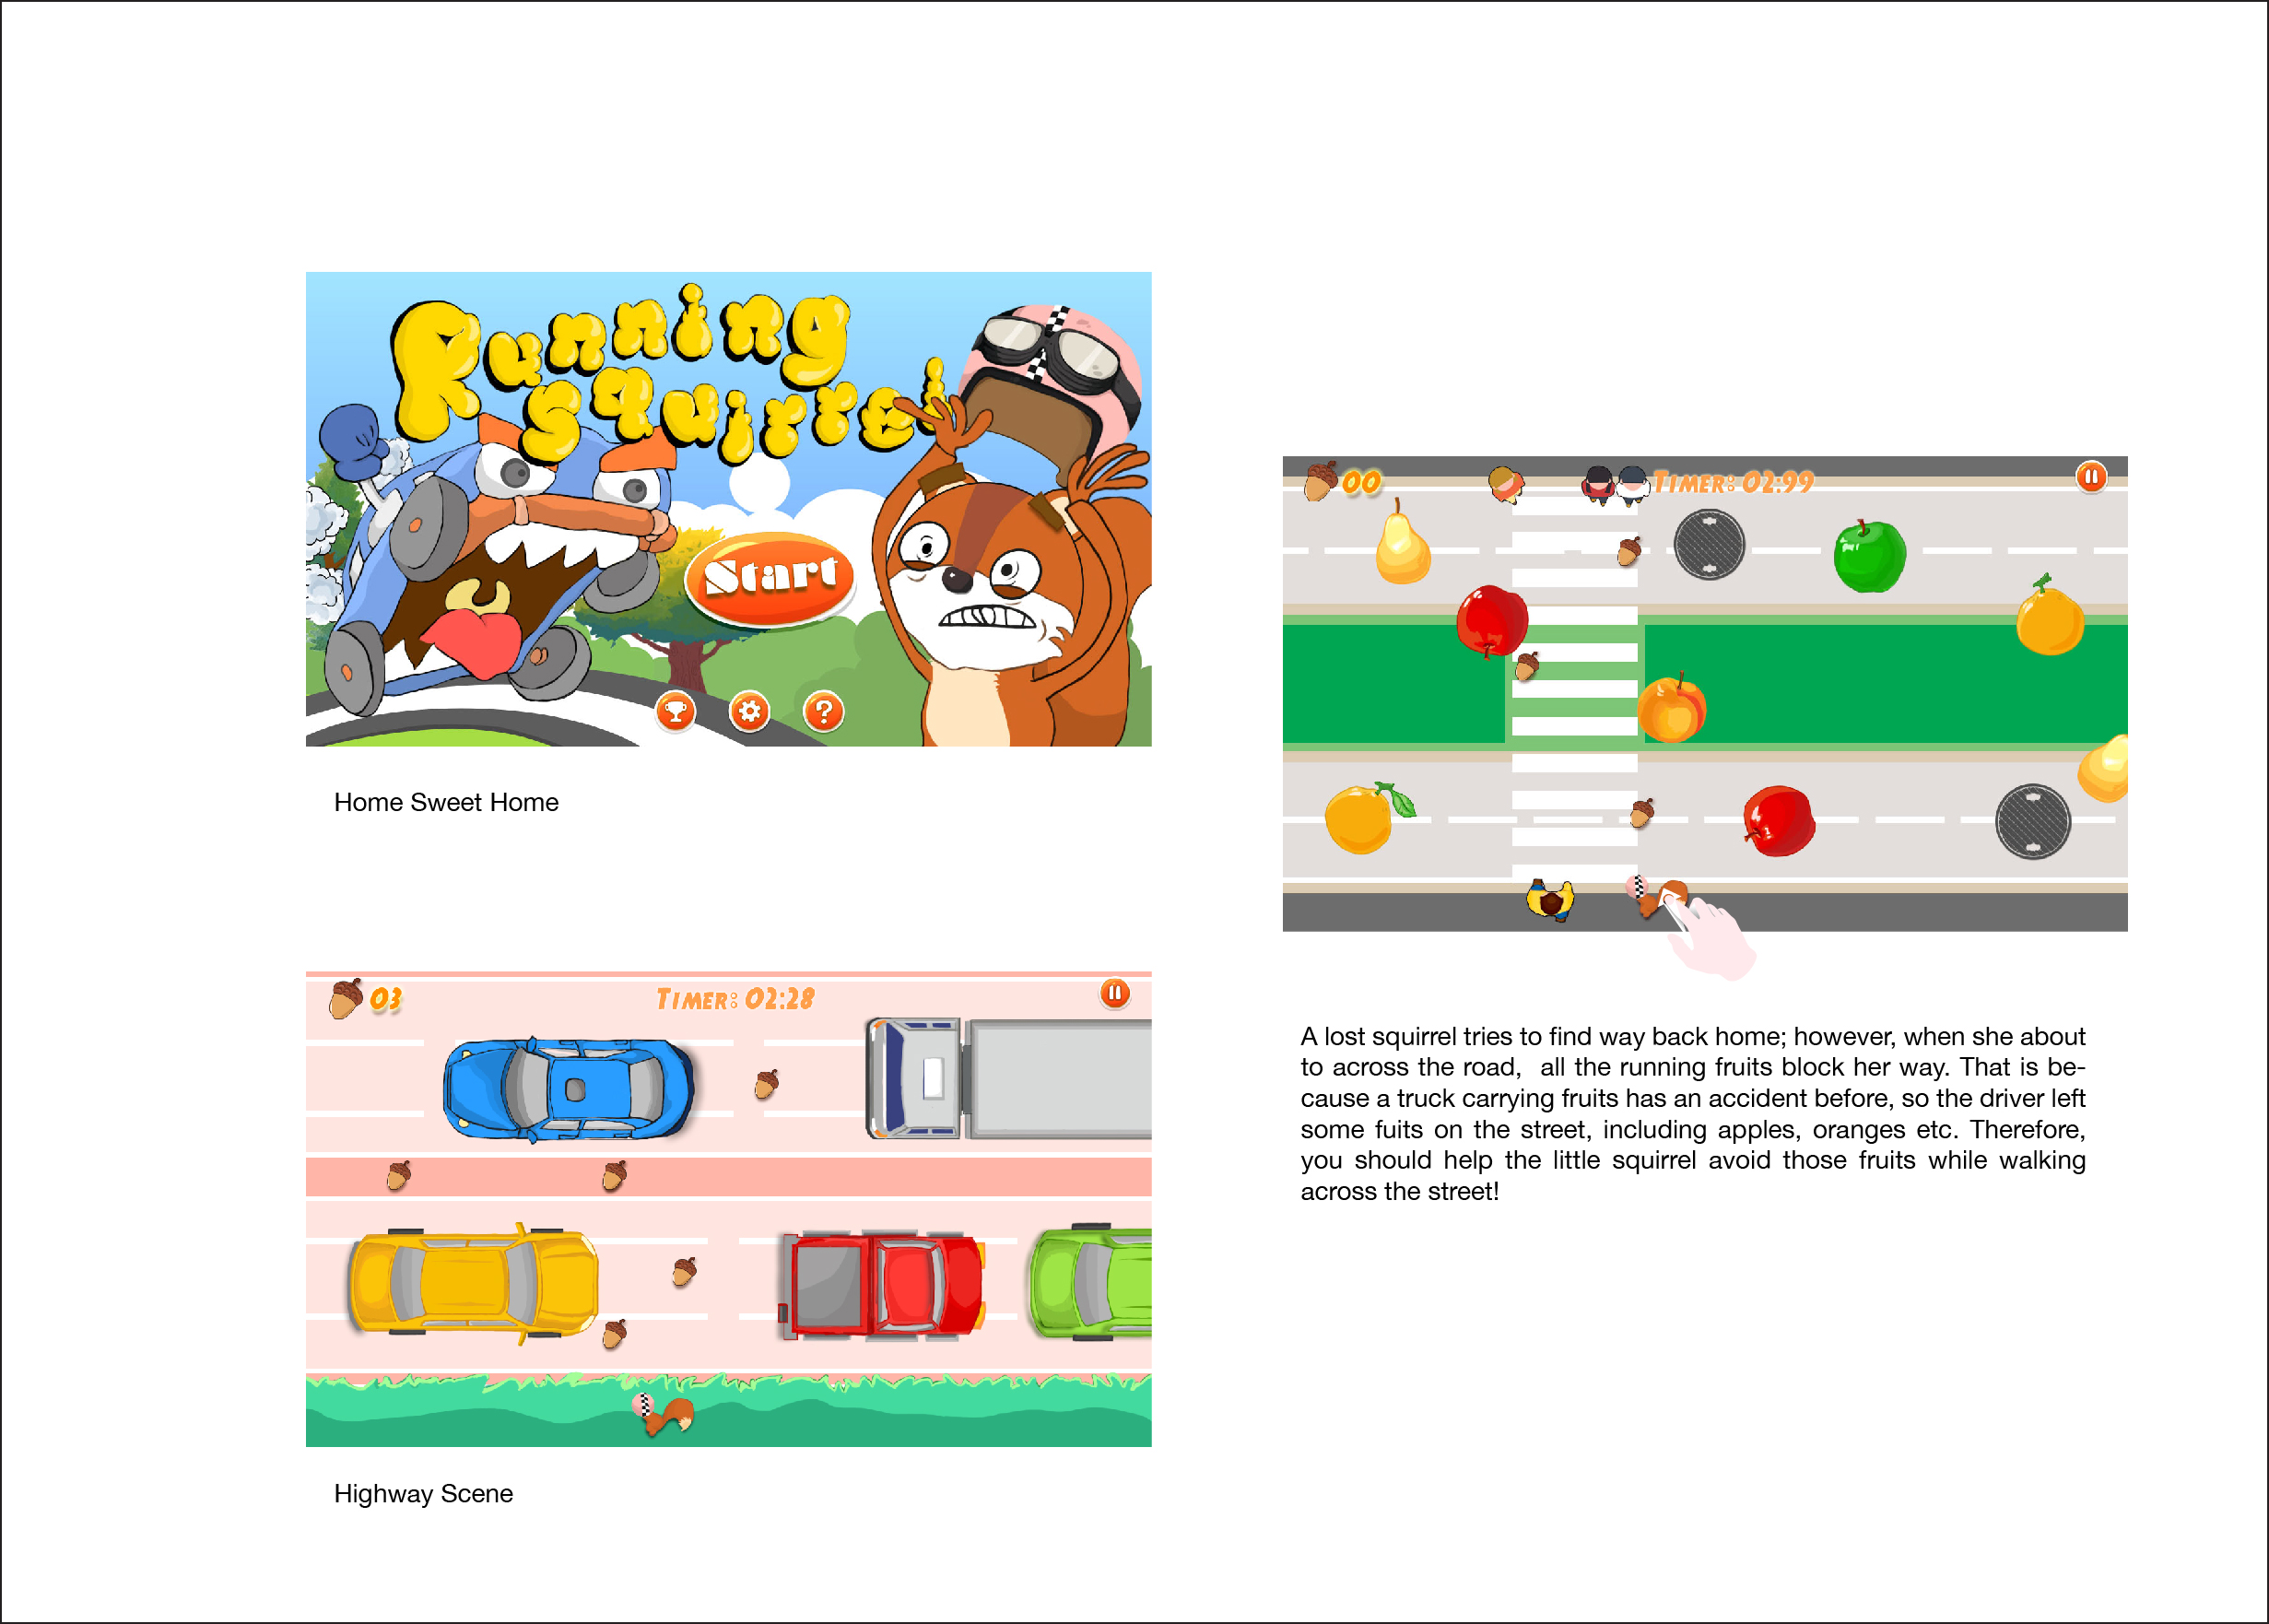 Running
squirrel
Start
?
Home Sweet Home
03
TIMER: 02:28
Highway Scene
00
TIMER: 02:99
A lost squirrel tries to find way back home; however, when she about
to across the road, all the running fruits block her way. That is be-
cause a truck carrying fruits has an accident before, so the driver left
some fuits on the street, including apples, oranges etc. Therefore,
you should help the little squirrel avoid those fruits while walking
across the street!